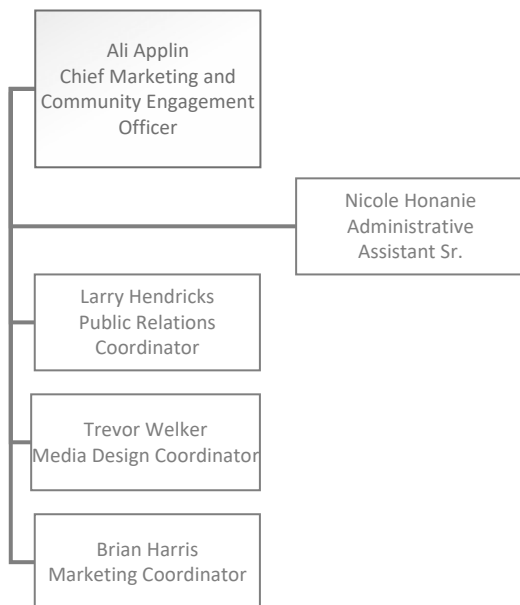 Ali Applin
Chief Marketing and
Community Engagement
Officer
Nicole Honanie
Administrative
Assistant Sr.
Larry Hendricks
Public Relations
Coordinator
Trevor Welker
Media Design Coordinator
Brian Harris
Marketing Coordinator